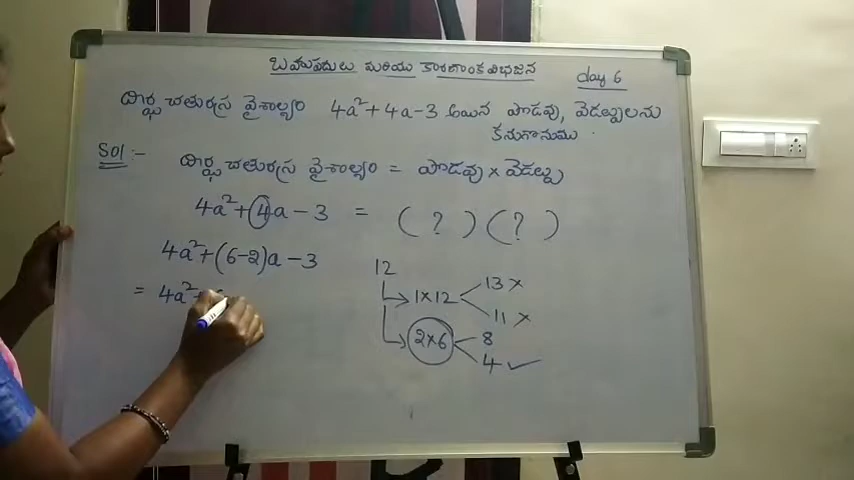 బహుపదులు మరియు కారణాంక విభజన day 6
దీర్ఘ చతురస్ర వైశాల్యం 4a²+4a-3 అయిన పొడవు, వెడల్పులను
కనుగొనుము.
Sol :- దీర్ఘ చతురస్ర వైశాల్యం = పొడవు × వెడల్పు
4a²+4a-3 = ( ? ) ( ? )
4a²+(6-2)a-3
= 4a²+
12
1×12 13 ×
11 ×
2×6 8
4 ✓